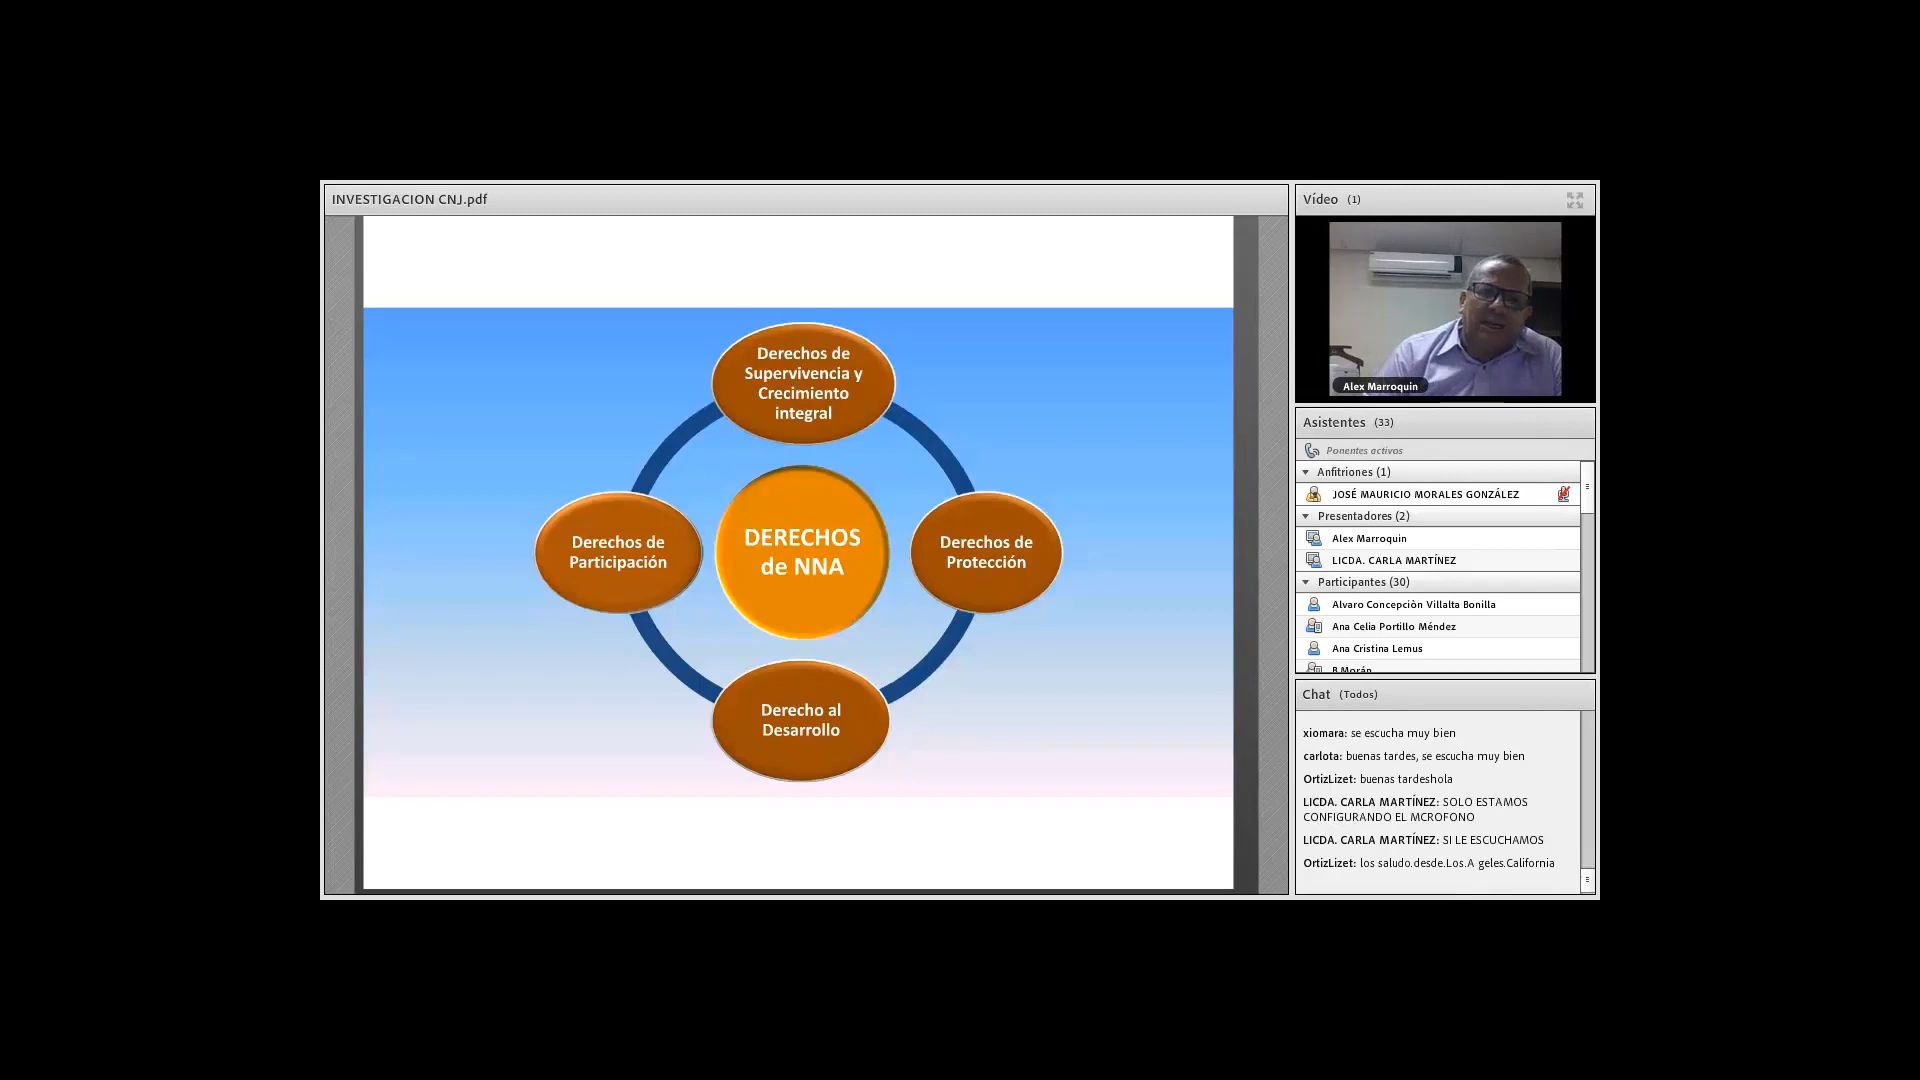 INVESTIGACION CNJ.pdf
Derechos de
Supervivencia y
Crecimiento
integral
Derechos de
Participación
DERECHOS
de NNA
Derechos de
Protección
Derecho al
Desarrollo
Vídeo (1)
Alex Marroquin
Asistentes (33)
Ponentes activos
Anfitriones (1)
JOSÉ MAURICIO MORALES GONZÁLEZ
Presentadores (2)
Alex Marroquin
LICDA. CARLA MARTÍNEZ
Participantes (30)
Alvaro Concepciòn Villalta Bonilla
Ana Celia Portillo Méndez
Ana Cristina Lemus
B Morán
Chat (Todos)
xiomara: se escucha muy bien
carlota: buenas tardes, se escucha muy bien
OrtizLizet: buenas tardeshola
LICDA. CARLA MARTÍNEZ: SOLO ESTAMOS
CONFIGURANDO EL MCROFONO
LICDA. CARLA MARTÍNEZ: SI LE ESCUCHAMOS
OrtizLizet: los saludo.desde.Los.A geles.California